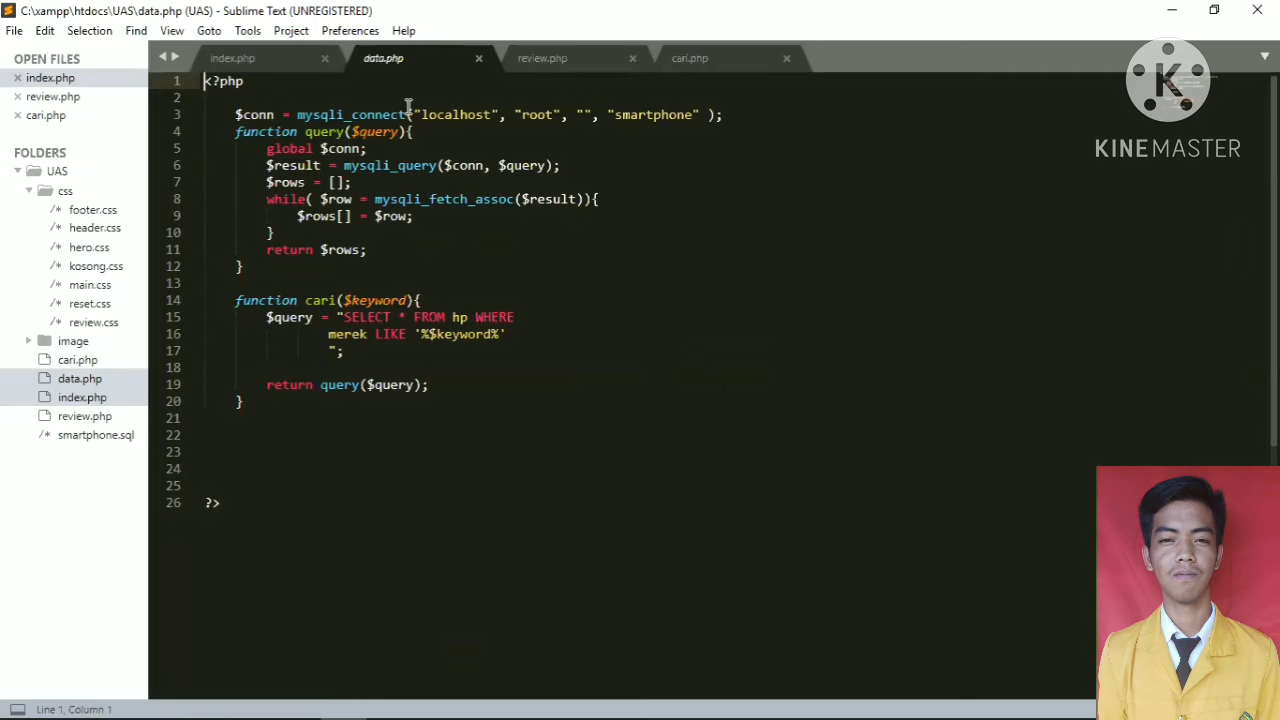 C:\xampp\htdocs\UAS\data.php (UAS) - Sublime Text (UNREGISTERED)
File Edit Selection Find View Goto Tools Project Preferences Help
OPEN FILES
index.php
review.php
cari.php
FOLDERS
UAS
css
/* footer.css
/* header.css
/* hero.css
/* kosong.css
/* main.css
/* reset.css
/* review.css
image
cari.php
data.php
index.php
review.php
/* smartphone.sql
index.php data.php review.php cari.php
1 <?php
2
3 $conn = mysqli_connect("localhost", "root", "", "smartphone" );
4 function query($query){
5 global $conn;
6 $result = mysqli_query($conn, $query);
7 $rows = [];
8 while( $row = mysqli_fetch_assoc($result)){
9 $rows[] = $row;
10 }
11 return $rows;
12 }
13
14 function cari($keyword){
15 $query = "SELECT * FROM hp WHERE
16 merek LIKE '%$keyword%'
17 ";
18
19 return query($query);
20 }
21
22
23
24
25
26 ?>
K
KINEMASTER
Line 1, Column 1